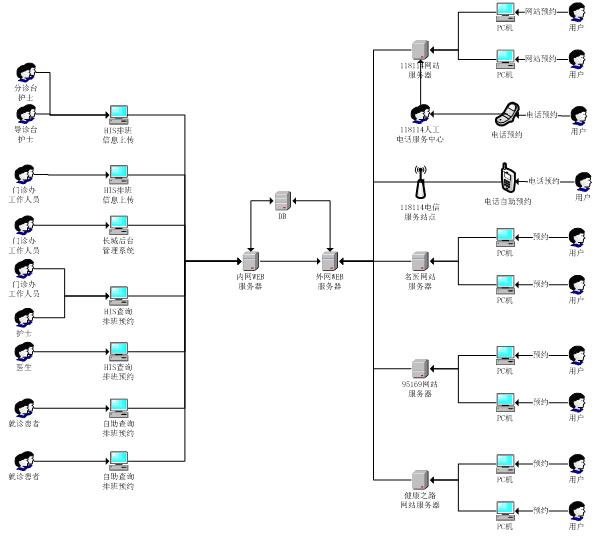 网站预约
PC机
用户
网站预约
PC机
用户
118114网站
服务器
分诊台
护士
导诊台
护士
HIS排班
信息上传
118114人工
电话服务中心
电话预约
电话预约
用户
门诊办
工作人员
HIS排班
信息上传
118114电信
服务站点
电话预约
电话自助预约
用户
DB
门诊办
工作人员
长城后台
管理系统
内网WEB
服务器
外网WEB
服务器
名医网站
服务器
预约
PC机
用户
预约
PC机
用户
门诊办
工作人员
护士
HIS查询
排班预约
医生
HIS查询
排班预约
95169网站
服务器
预约
PC机
用户
预约
PC机
用户
就诊患者
自助查询
排班预约
就诊患者
自助查询
排班预约
健康之路
网站服务器
预约
PC机
用户
预约
PC机
用户